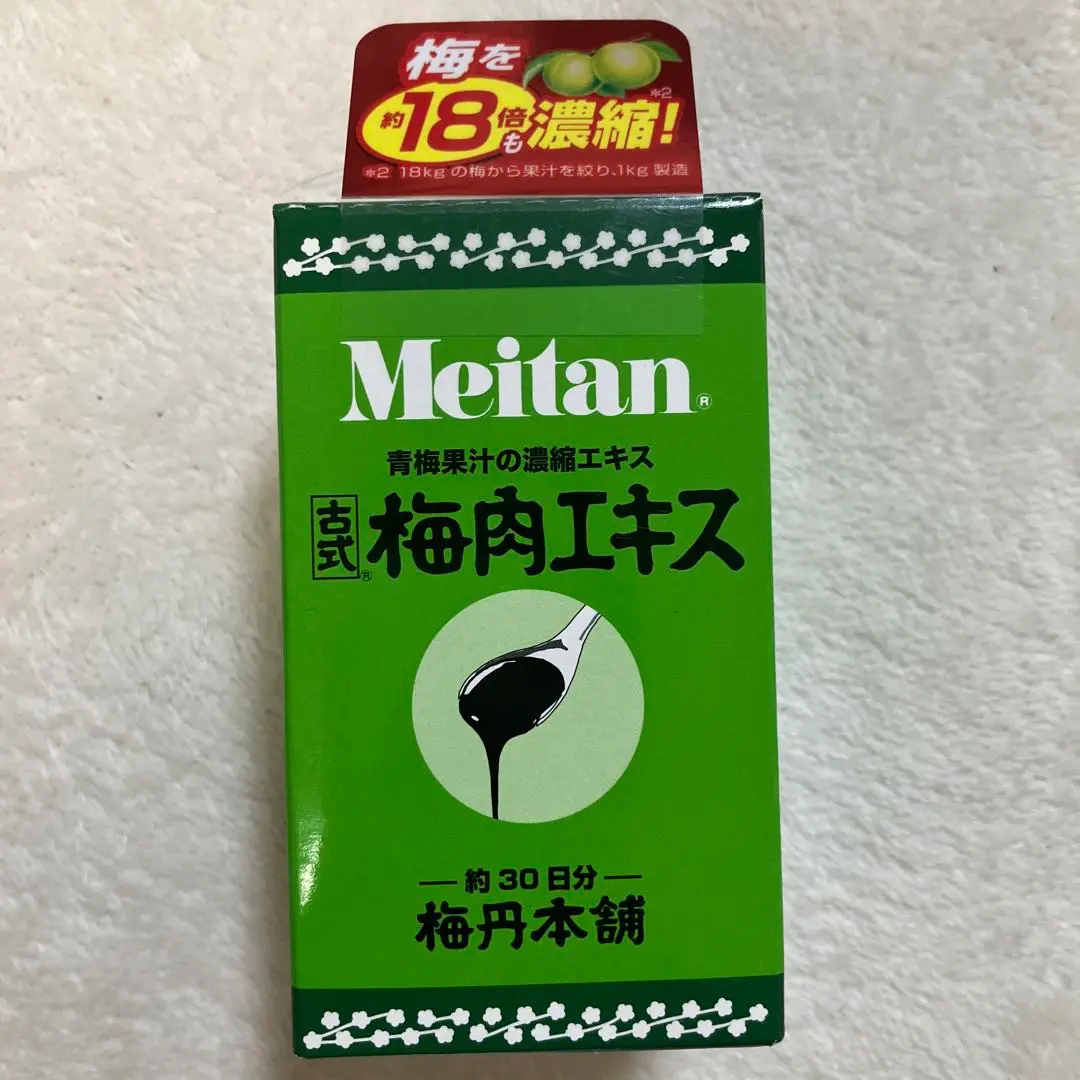 梅を
約18倍も濃縮!*2
*2 18kgの梅から果汁を絞り、1kg製造
Meitan®
青梅果汁の濃縮エキス
古式® 梅肉エキス
約30日分
梅丹本舗